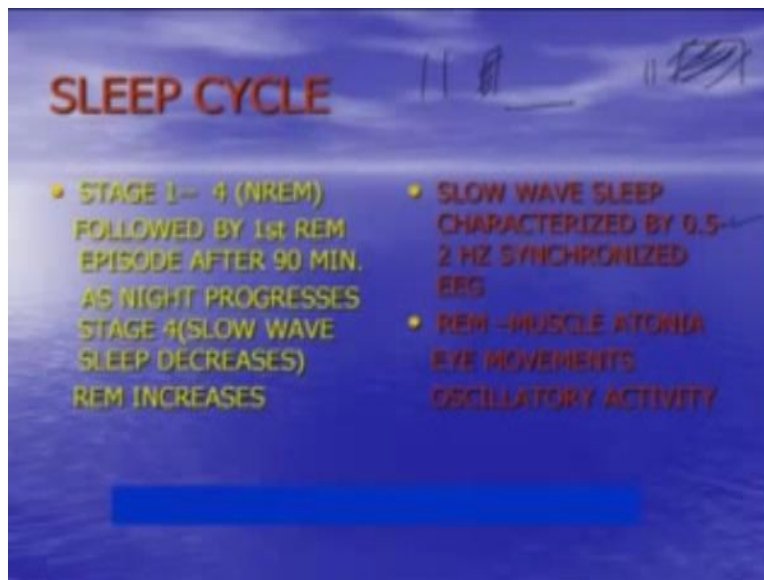 SLEEP CYCLE
• STAGE 1– 4 (NREM)
FOLLOWED BY 1st REM
EPISODE AFTER 90 MIN.
AS NIGHT PROGRESSES
STAGE 4(SLOW WAVE
SLEEP DECREASES)
REM INCREASES
• SLOW WAVE SLEEP
CHARACTERIZED BY 0.5-
2 HZ SYNCHRONIZED
EEG
• REM –MUSCLE ATONIA
EYE MOVEMENTS
OSCILLATORY ACTIVITY